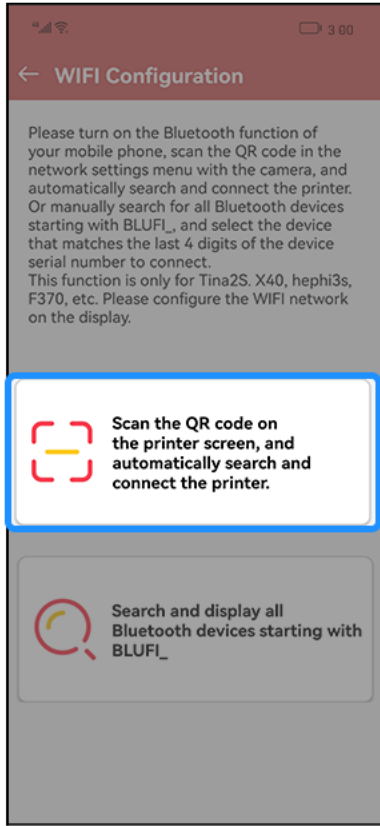 3:00
WIFI Configuration
Please turn on the Bluetooth function of
your mobile phone, scan the QR code in the
network settings menu with the camera, and
automatically search and connect the printer.
Or manually search for all Bluetooth devices
starting with BLUFI_, and select the device
that matches the last 4 digits of the device
serial number to connect.
This function is only for Tina2S. X40, hephi3s,
F370, etc. Please configure the WIFI network
on the display.
Scan the QR code on
the printer screen, and
automatically search and
connect the printer.
Search and display all
Bluetooth devices starting with
BLUFI_